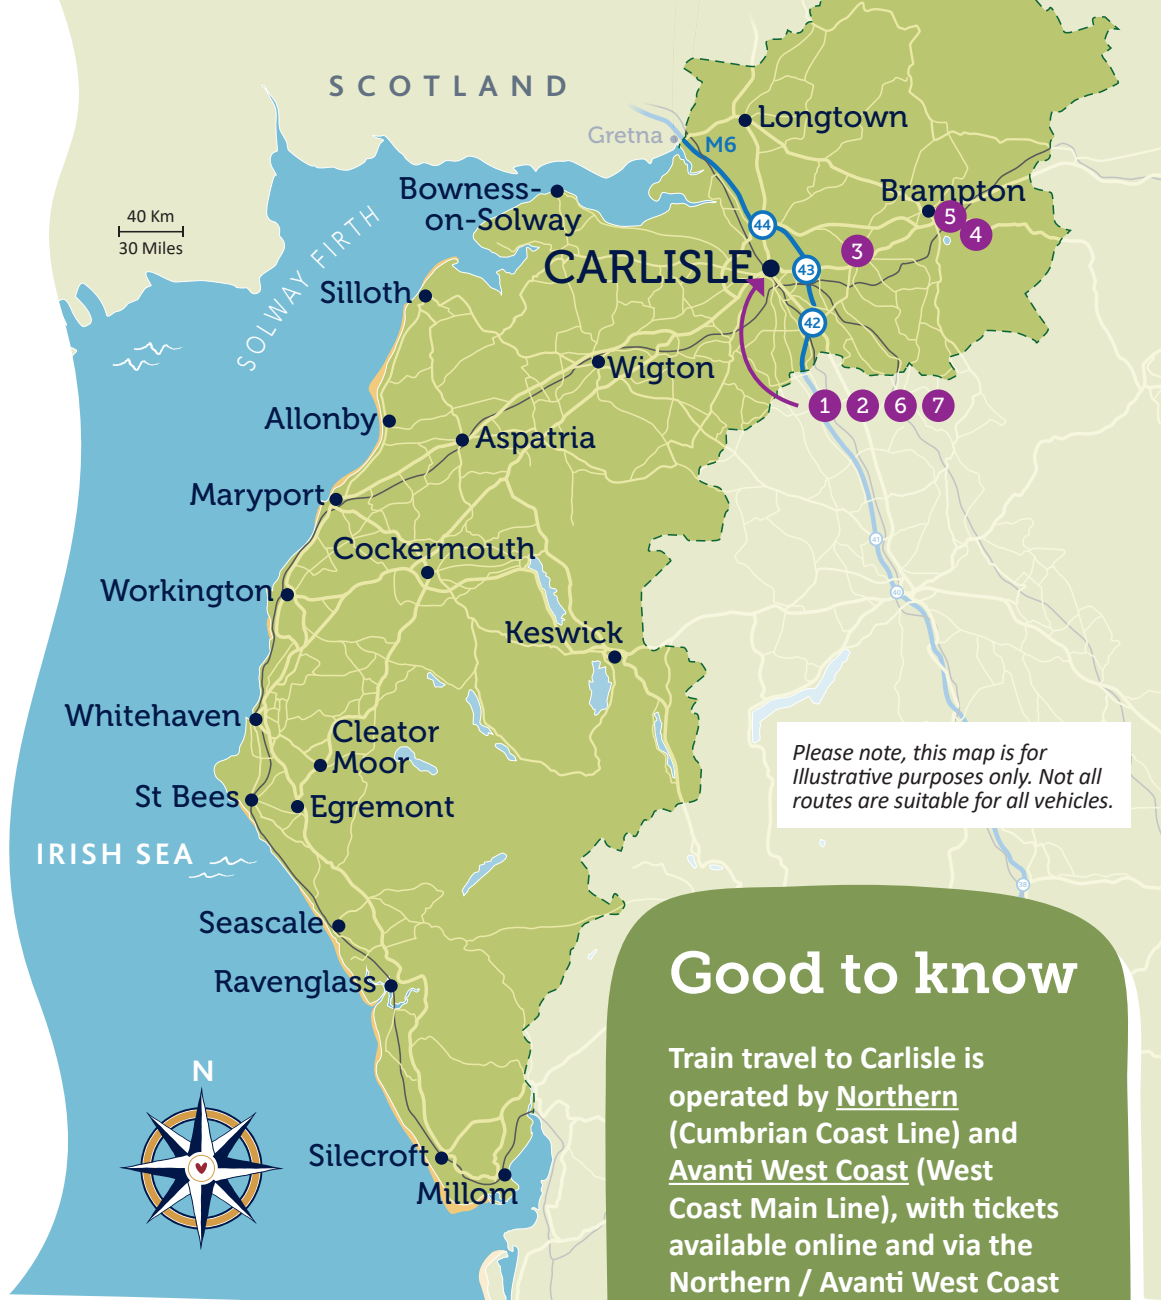 SCOTLAND
Longtown
Gretna
M6
Bowness-
on-Solway
Brampton
40 Km
30 Miles
SOLWAY FIRTH
5
4
44
3
CARLISLE
43
Silloth
42
Wigton
1 2 6 7
Allonby
Aspatria
Maryport
41
Cockermouth
Workington
40
Keswick
Whitehaven
Cleator
Moor
Please note, this map is for
Illustrative purposes only. Not all
routes are suitable for all vehicles.
St Bees
Egremont
IRISH SEA
Seascale
Ravenglass
Good to know
Train travel to Carlisle is
operated by Northern
(Cumbrian Coast Line) and
Avanti West Coast (West
Coast Main Line), with tickets
available online and via the
Northern / Avanti West Coast
N
Silecroft
Millom